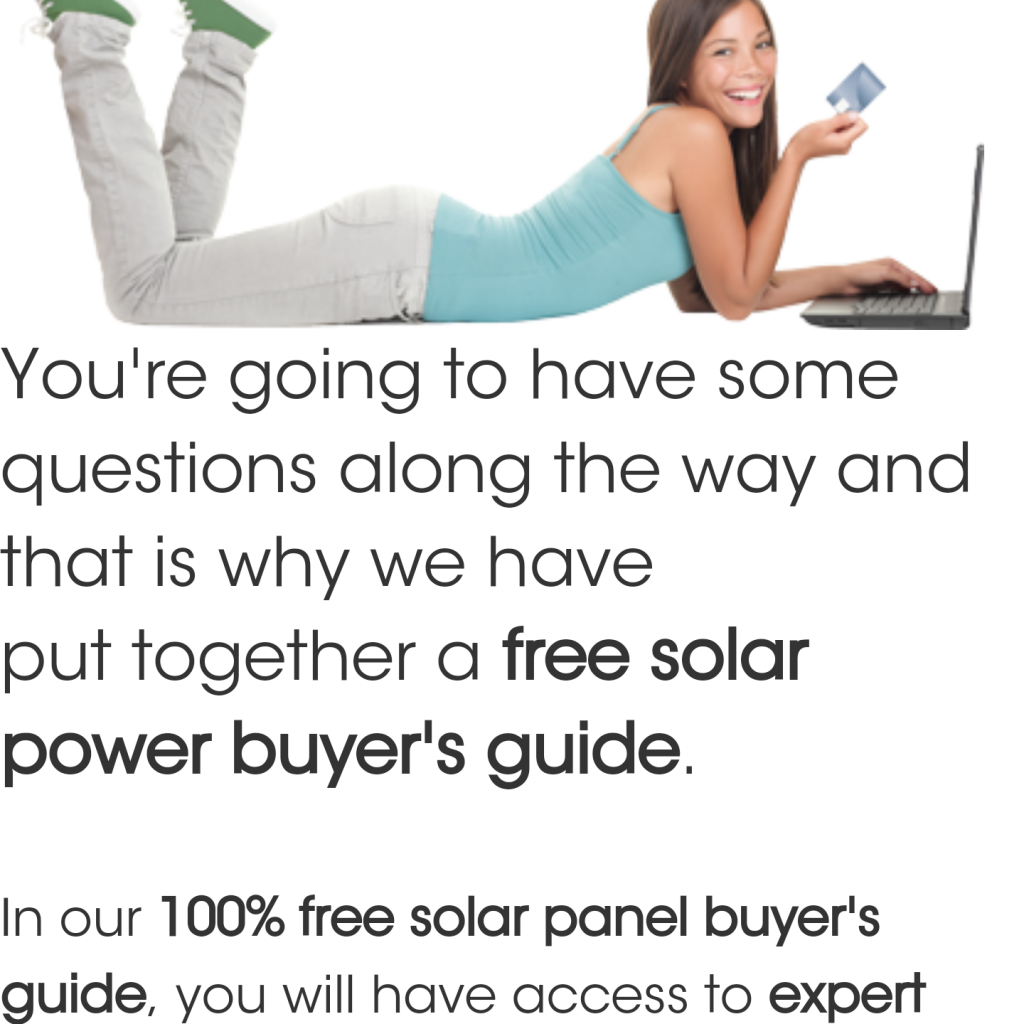 You're going to have some
questions along the way and
that is why we have
put together a free solar
power buyer's guide.
In our 100% free solar panel buyer's
guide, you will have access to expert